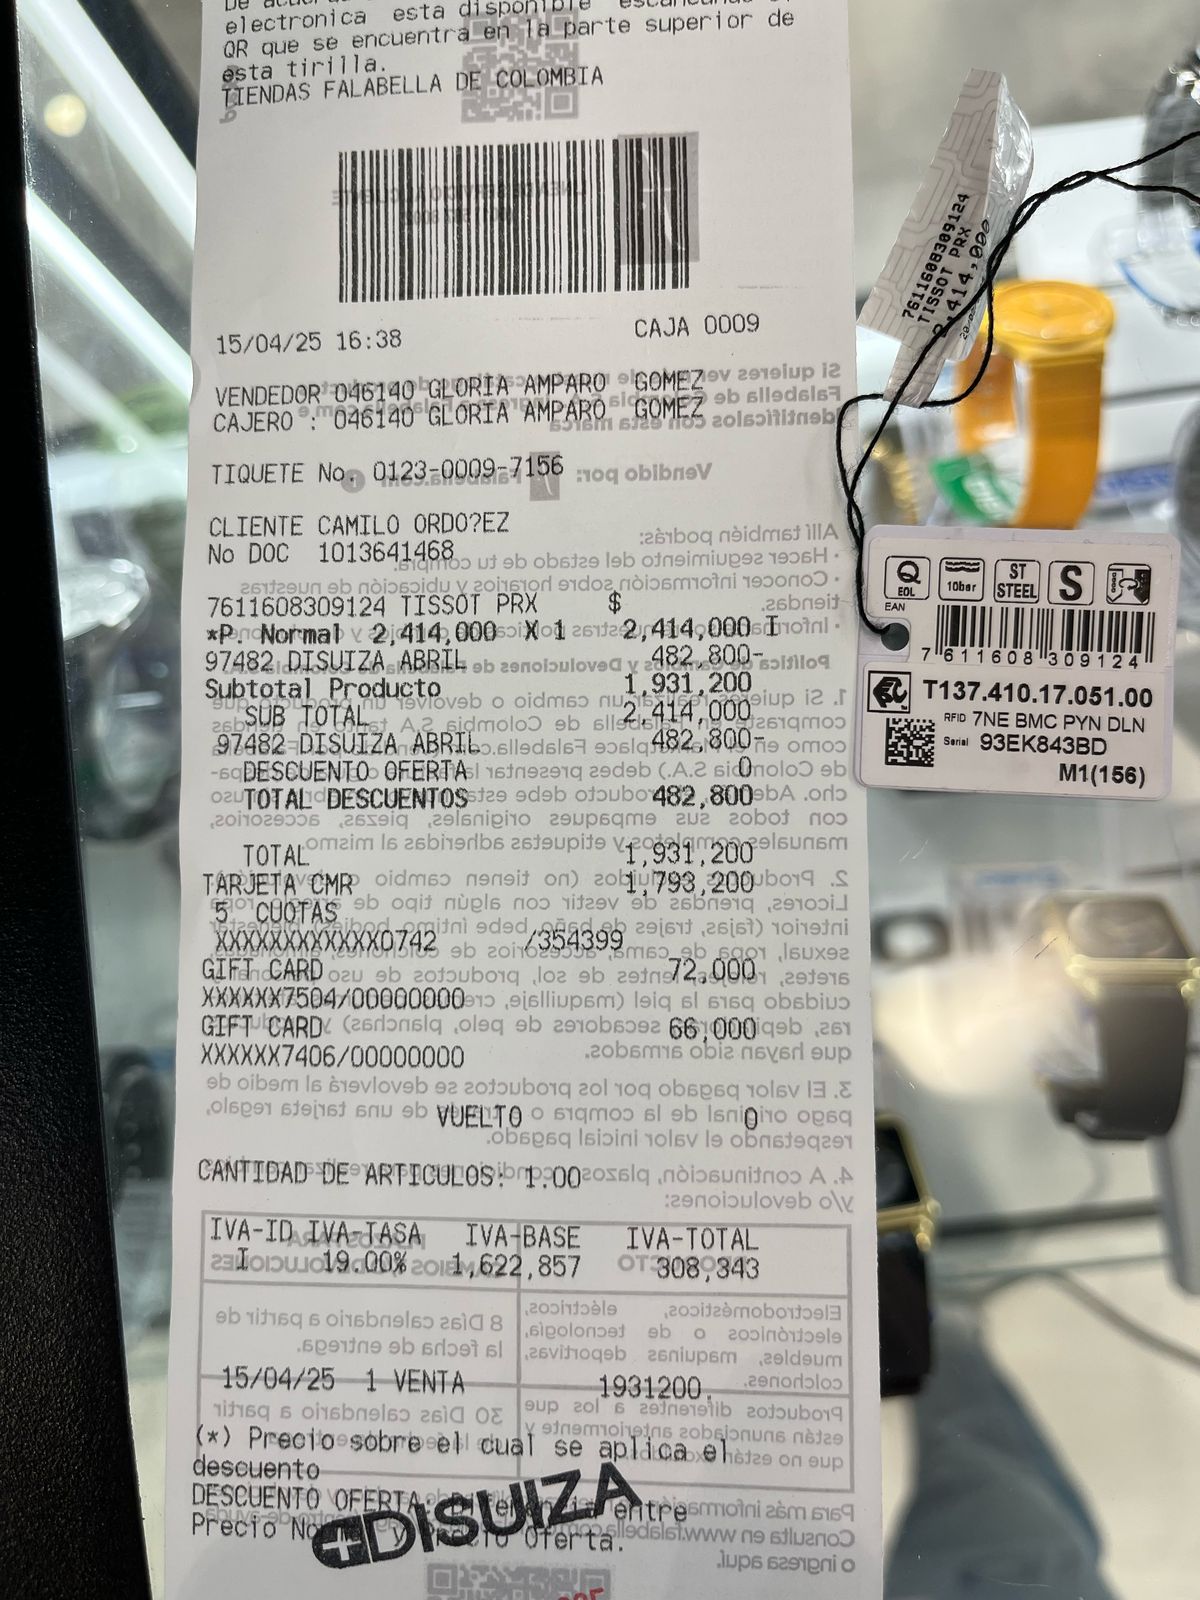 electronica esta disponible
QR que se encuentra en la parte superior de
esta tirilla.
TIENDAS FALABELLA DE COLOMBIA
15/04/25 16:38 CAJA 0009
VENDEDOR 046140 GLORIA AMPARO GOMEZ
CAJERO : 046140 GLORIA AMPARO GOMEZ
TIQUETE No. 0123-0009-7156
CLIENTE CAMILO ORDO?EZ
No DOC 1013641468
7611608309124 TISSOT PRX $
*P. Normal 2,414,000 X 1 2,414,000 I
97482 DISUIZA ABRIL 482,800-
Subtotal Producto 1,931,200
SUB TOTAL 2,414,000
97482 DISUIZA ABRIL 482,800-
DESCUENTO OFERTA 0
TOTAL DESCUENTOS 482,800
TOTAL 1,931,200
TARJETA CMR 1,793,200
5 CUOTAS
XXXXXXXXXXXX0742 /354399
GIFT CARD 72,000
XXXXXX7504/00000000
GIFT CARD 66,000
XXXXXX7406/00000000
VUELTO 0
CANTIDAD DE ARTICULOS: 1.00
IVA-ID IVA-TASA IVA-BASE IVA-TOTAL
I 19.00% 1,622,857 308,343
15/04/25 1 VENTA 1931200.
(*) Precio sobre el cual se aplica el
descuento
DESCUENTO OFERTA: entre
Precio y Precio Oferta.
DISUIZA
7611608309124
TISSOT PRX
2,414,000
Q
EOL
10bar
ST
STEEL
S
EAN
7 611608 309124
T137.410.17.051.00
RFID 7NE BMC PYN DLN
Serial 93EK843BD
M1(156)